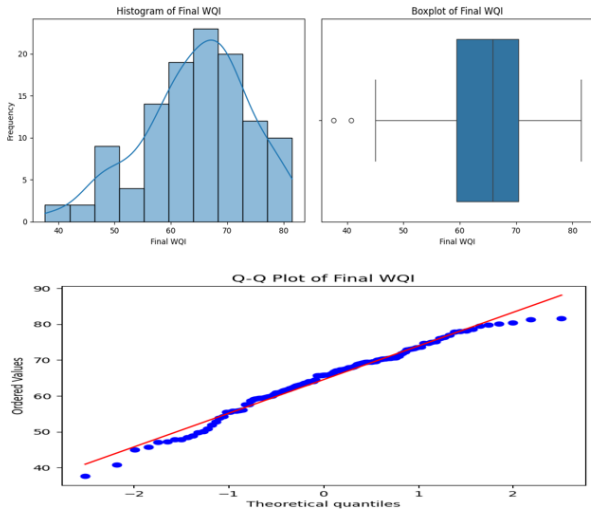 Histogram of Final WQI
20
15
10
5
0
Frequency
40 50 60 70 80
Final WQI
Boxplot of Final WQI
40 50 60 70 80
Final WQI
Q-Q Plot of Final WQI
90
80
70
60
50
40
Ordered Values
−2 −1 0 1 2
Theoretical quantiles